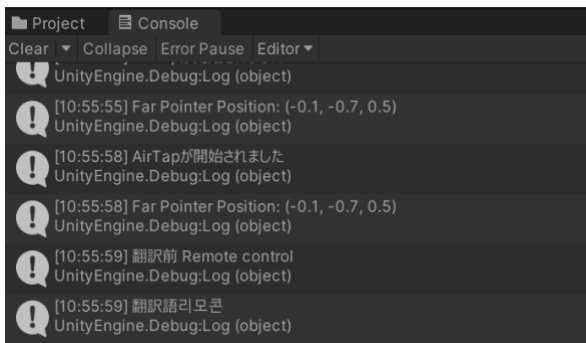 Project Console
Clear Collapse Error Pause Editor
UnityEngine.Debug:Log (object)
[10:55:55] Far Pointer Position: (-0.1, -0.7, 0.5)
UnityEngine.Debug:Log (object)
[10:55:58] AirTapが開始されました
UnityEngine.Debug:Log (object)
[10:55:58] Far Pointer Position: (-0.1, -0.7, 0.5)
UnityEngine.Debug:Log (object)
[10:55:59] 翻訳前 Remote control
UnityEngine.Debug:Log (object)
[10:55:59] 翻訳語리모콘
UnityEngine.Debug:Log (object)